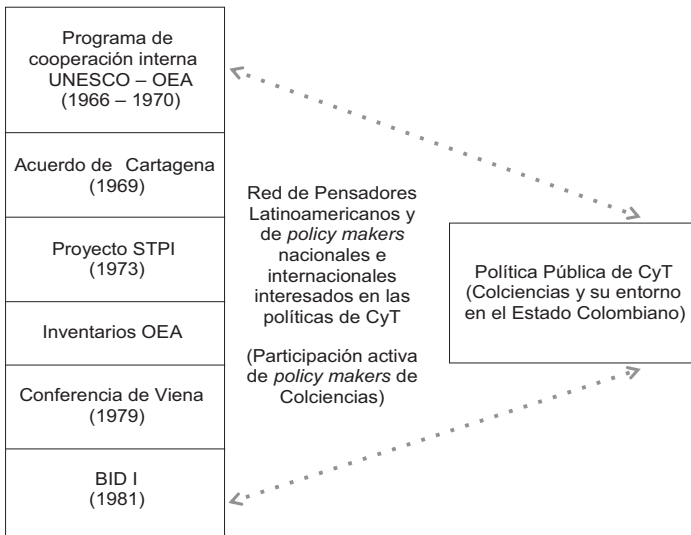 Programa de
cooperación interna
UNESCO – OEA
(1966 – 1970)
Acuerdo de Cartagena
(1969)
Proyecto STPI
(1973)
Inventarios OEA
Conferencia de Viena
(1979)
BID I
(1981)
Red de Pensadores
Latinoamericanos y
de policy makers
nacionales e
internacionales
interesados en las
políticas de CyT
(Participación activa
de policy makers de
Colciencias)
Política Pública de CyT
(Colciencias y su entorno
en el Estado Colombiano)